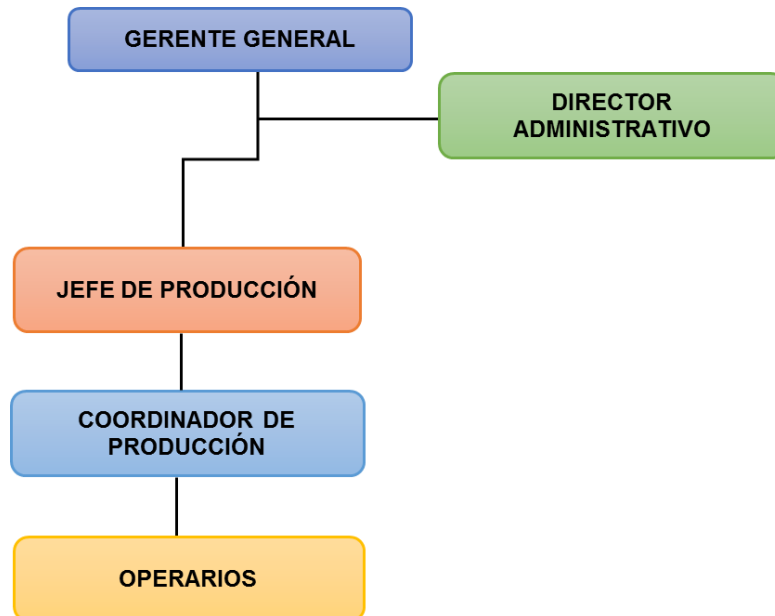 GERENTE GENERAL
DIRECTOR
ADMINISTRATIVO
JEFE DE PRODUCCIÓN
COORDINADOR DE
PRODUCCIÓN
OPERARIOS